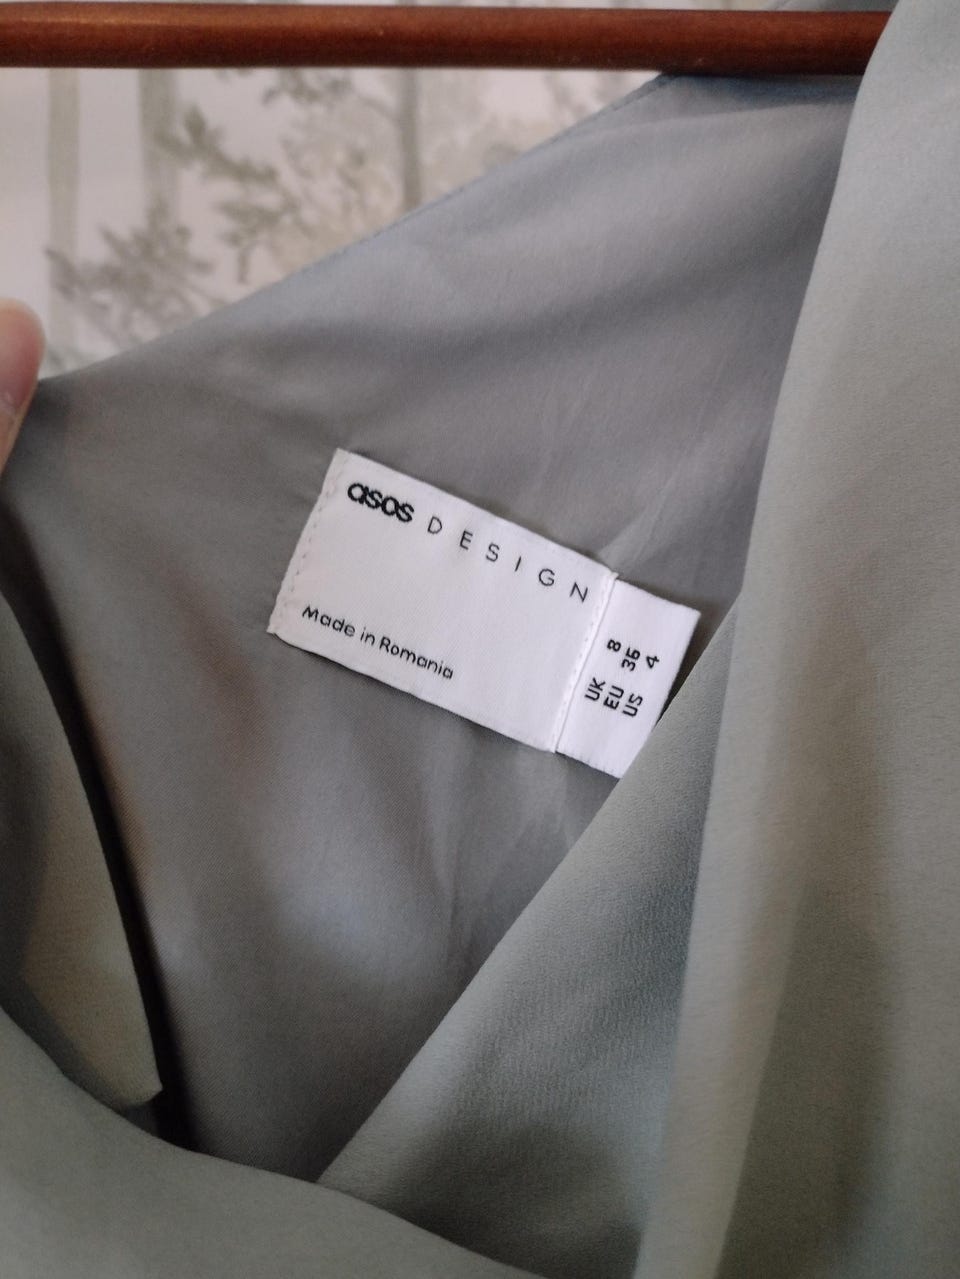 asos DESIGN
Made in Romania
UK 8
EU 36
US 4